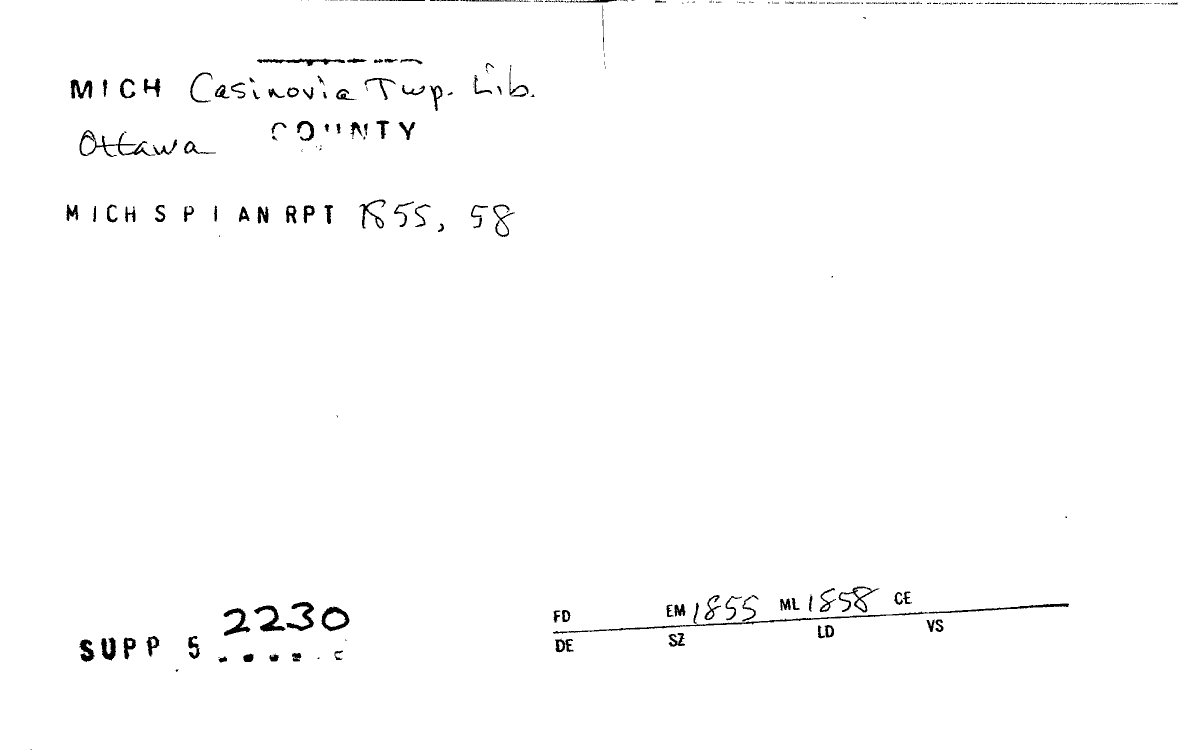 MICH Casinovia Twp. Lib.
Ottawa COUNTY
MICH S P I AN RPT 1855, 58
2230
SUPP 5
FD EM 1855 ML 1858 CE
DE SZ LD VS